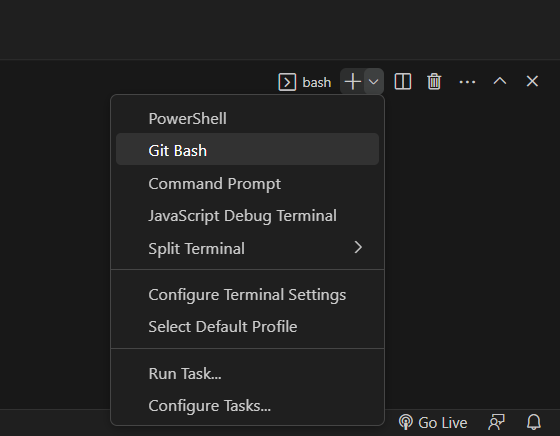 bash
PowerShell
Git Bash
Command Prompt
JavaScript Debug Terminal
Split Terminal
Configure Terminal Settings
Select Default Profile
Run Task...
Configure Tasks...
Go Live